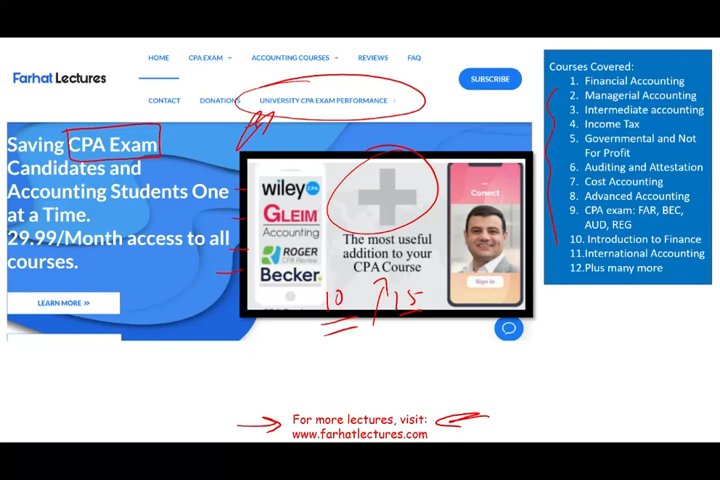 HOME CPA EXAM ACCOUNTING COURSES REVIEWS FAQ
Farhat Lectures
SUBSCRIBE
CONTACT DONATIONS UNIVERSITY CPA EXAM PERFORMANCE
Saving CPA Exam
Candidates and
Accounting Students One
at a Time.
29.99/Month access to all
courses.
LEARN MORE »
wiley CPA
GLEIM
Accounting
ROGER
CPA Review
Becker
The most useful
addition to your
CPA Course
Conect
Sign in
10 15
Courses Covered:
1. Financial Accounting
2. Managerial Accounting
3. Intermediate accounting
4. Income Tax
5. Governmental and Not
For Profit
6. Auditing and Attestation
7. Cost Accounting
8. Advanced Accounting
9. CPA exam: FAR, BEC,
AUD, REG
10. Introduction to Finance
11. International Accounting
12. Plus many more
For more lectures, visit:
www.farhatlectures.com